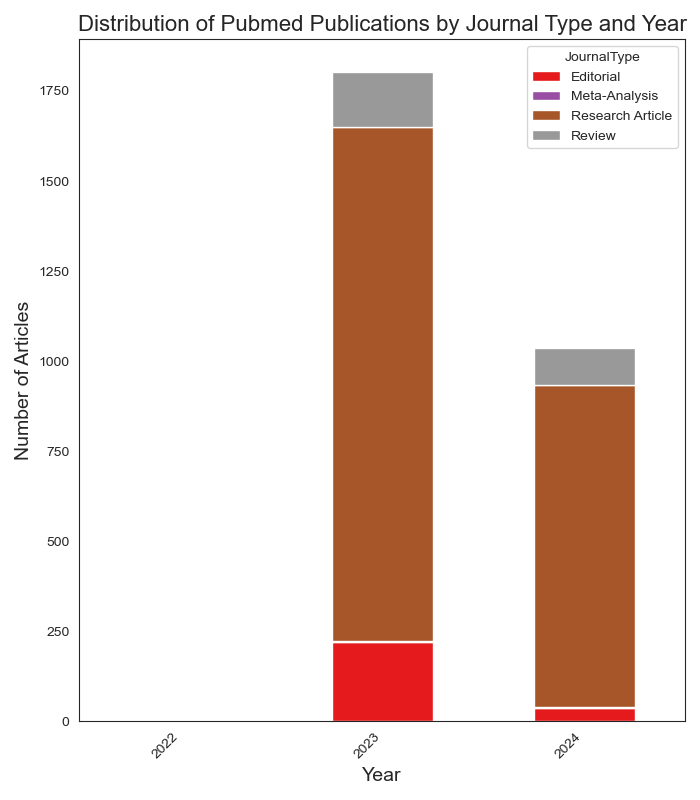 Distribution of Pubmed Publications by Journal Type and Year
JournalType
Editorial
Meta-Analysis
Research Article
Review
Number of Articles
1750
1500
1250
1000
750
500
250
0
2022
2023
2024
Year